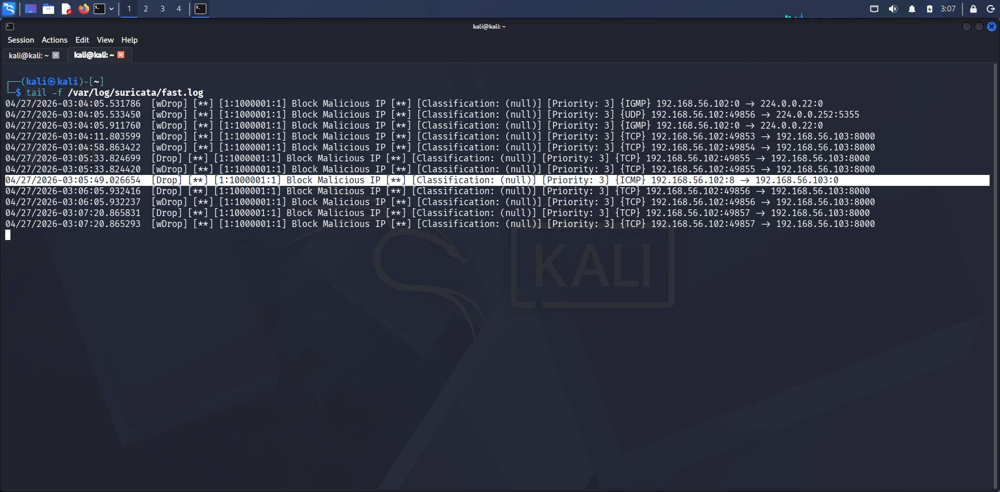 1 2 3 4 3:07
kali@kali: ~
Session Actions Edit View Help
kali@kali: ~ kali@kali: ~
┌──(kali㉿kali)-[~]
└─$ tail -f /var/log/suricata/fast.log
04/27/2026-03:04:05.531786  [wDrop] [**] [1:1000001:1] Block Malicious IP [**] [Classification: (null)] [Priority: 3] {IGMP} 192.168.56.102:0 → 224.0.0.22:0
04/27/2026-03:04:05.533450  [wDrop] [**] [1:1000001:1] Block Malicious IP [**] [Classification: (null)] [Priority: 3] {UDP} 192.168.56.102:49856 → 224.0.0.252:5355
04/27/2026-03:04:05.911760  [wDrop] [**] [1:1000001:1] Block Malicious IP [**] [Classification: (null)] [Priority: 3] {IGMP} 192.168.56.102:0 → 224.0.0.22:0
04/27/2026-03:04:11.803599  [wDrop] [**] [1:1000001:1] Block Malicious IP [**] [Classification: (null)] [Priority: 3] {TCP} 192.168.56.102:49853 → 192.168.56.103:8000
04/27/2026-03:04:58.863422  [wDrop] [**] [1:1000001:1] Block Malicious IP [**] [Classification: (null)] [Priority: 3] {TCP} 192.168.56.102:49854 → 192.168.56.103:8000
04/27/2026-03:05:33.824699  [Drop] [**] [1:1000001:1] Block Malicious IP [**] [Classification: (null)] [Priority: 3] {TCP} 192.168.56.102:49855 → 192.168.56.103:8000
04/27/2026-03:05:33.824420  [wDrop] [**] [1:1000001:1] Block Malicious IP [**] [Classification: (null)] [Priority: 3] {TCP} 192.168.56.102:49855 → 192.168.56.103:8000
04/27/2026-03:05:49.026654  [Drop] [**] [1:1000001:1] Block Malicious IP [**] [Classification: (null)] [Priority: 3] {ICMP} 192.168.56.102:8 → 192.168.56.103:0
04/27/2026-03:06:05.932416  [Drop] [**] [1:1000001:1] Block Malicious IP [**] [Classification: (null)] [Priority: 3] {TCP} 192.168.56.102:49856 → 192.168.56.103:8000
04/27/2026-03:06:05.932237  [wDrop] [**] [1:1000001:1] Block Malicious IP [**] [Classification: (null)] [Priority: 3] {TCP} 192.168.56.102:49856 → 192.168.56.103:8000
04/27/2026-03:07:20.865831  [Drop] [**] [1:1000001:1] Block Malicious IP [**] [Classification: (null)] [Priority: 3] {TCP} 192.168.56.102:49857 → 192.168.56.103:8000
04/27/2026-03:07:20.865293  [wDrop] [**] [1:1000001:1] Block Malicious IP [**] [Classification: (null)] [Priority: 3] {TCP} 192.168.56.102:49857 → 192.168.56.103:8000
KALI